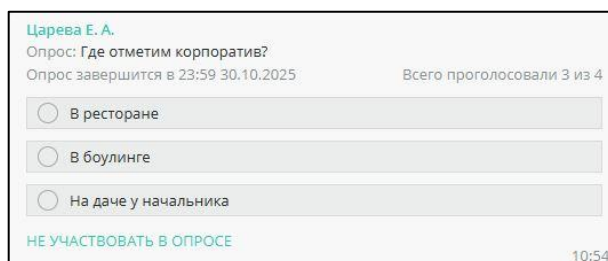 Царева Е. А.
Опрос: Где отметим корпоратив?
Опрос завершится в 23:59 30.10.2025 Всего проголосовали 3 из 4
В ресторане
В боулинге
На даче у начальника
НЕ УЧАСТВОВАТЬ В ОПРОСЕ
10:54